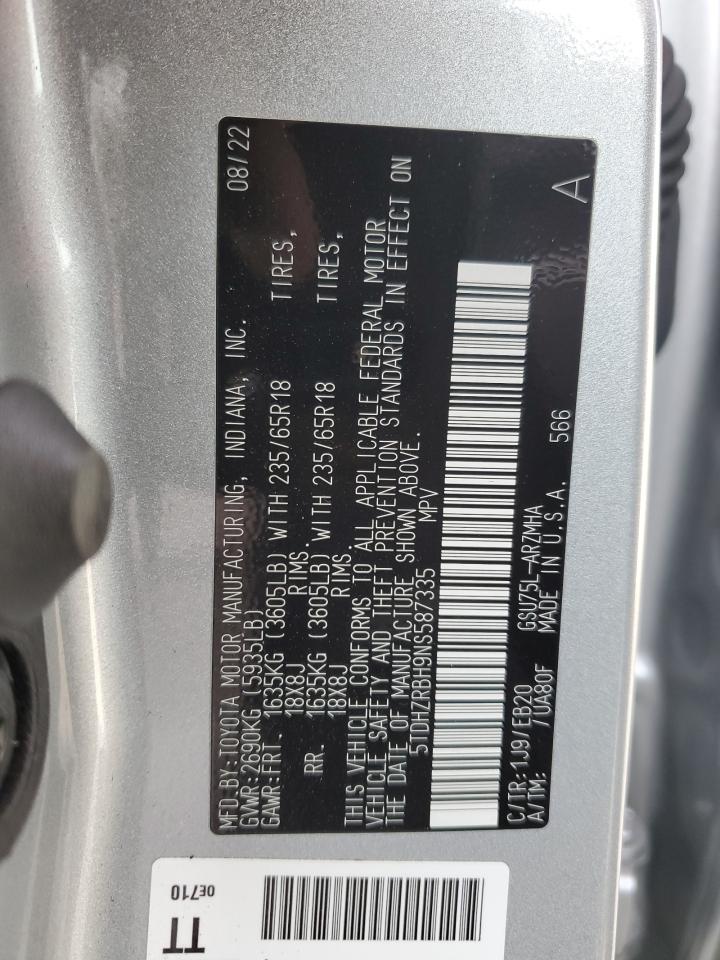 MFD·BY:TOYOTA MOTOR MANUFACTURING, INDIANA, INC. 08/22
GVWR:2690KG (5935LB)
GAWR:FRT. 1635KG (3605LB) WITH 235/65R18 TIRES,
18X8J RIMS.
RR. 1635KG (3605LB) WITH 235/65R18 TIRES,
18X8J RIMS.
THIS VEHICLE CONFORMS TO ALL APPLICABLE FEDERAL MOTOR
VEHICLE SAFETY AND THEFT PREVENTION STANDARDS IN EFFECT ON
THE DATE OF MANUFACTURE SHOWN ABOVE.
5TDHZRBH9NS587335 MPV
C/TR:1J9/EB20 GSU75L-ARZMHA
A/TM: /UA80F MADE IN U.S.A. 566 A
0E710
TT